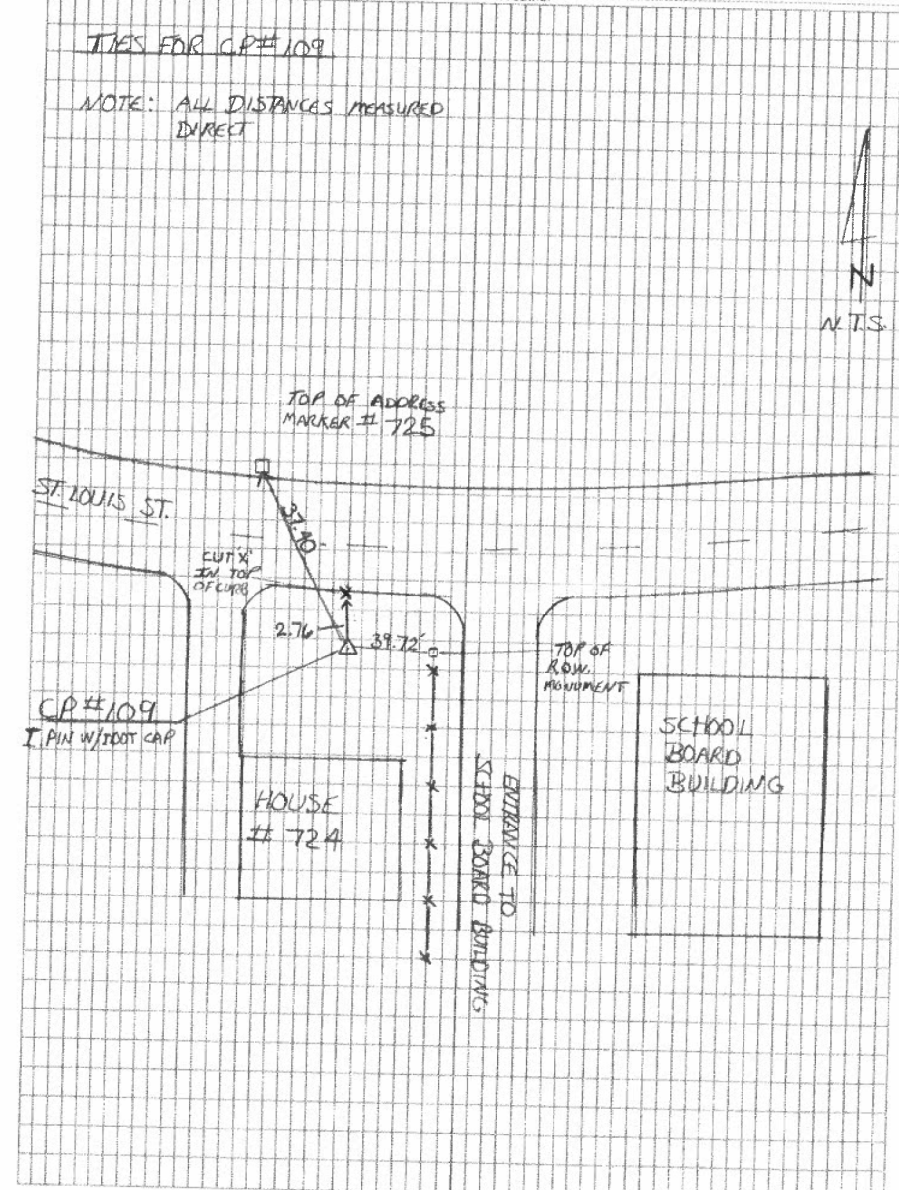 TIES FOR CP#109
NOTE: ALL DISTANCES MEASURED
DIRECT
N
N.T.S.
TOP OF ADDRESS
MARKER # 725
ST. LOUIS ST.
37.40
CUT 'X'
IN TOP
OF CURB
2.76
39.72'
TOP OF
R.O.W.
MONUMENT
CP#109
I PIN W/IDOT CAP
SCHOOL
BOARD
BUILDING
HOUSE
# 724
ENTRANCE TO
SCHOOL BOARD BUILDING